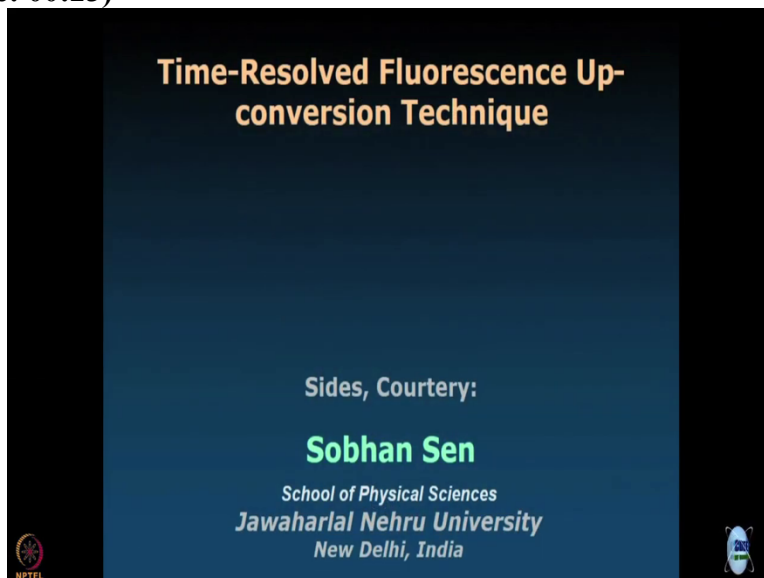 Time-Resolved Fluorescence Up-
conversion Technique
Sides, Courtery:
Sobhan Sen
School of Physical Sciences
Jawaharlal Nehru University
New Delhi, India
NPTEL